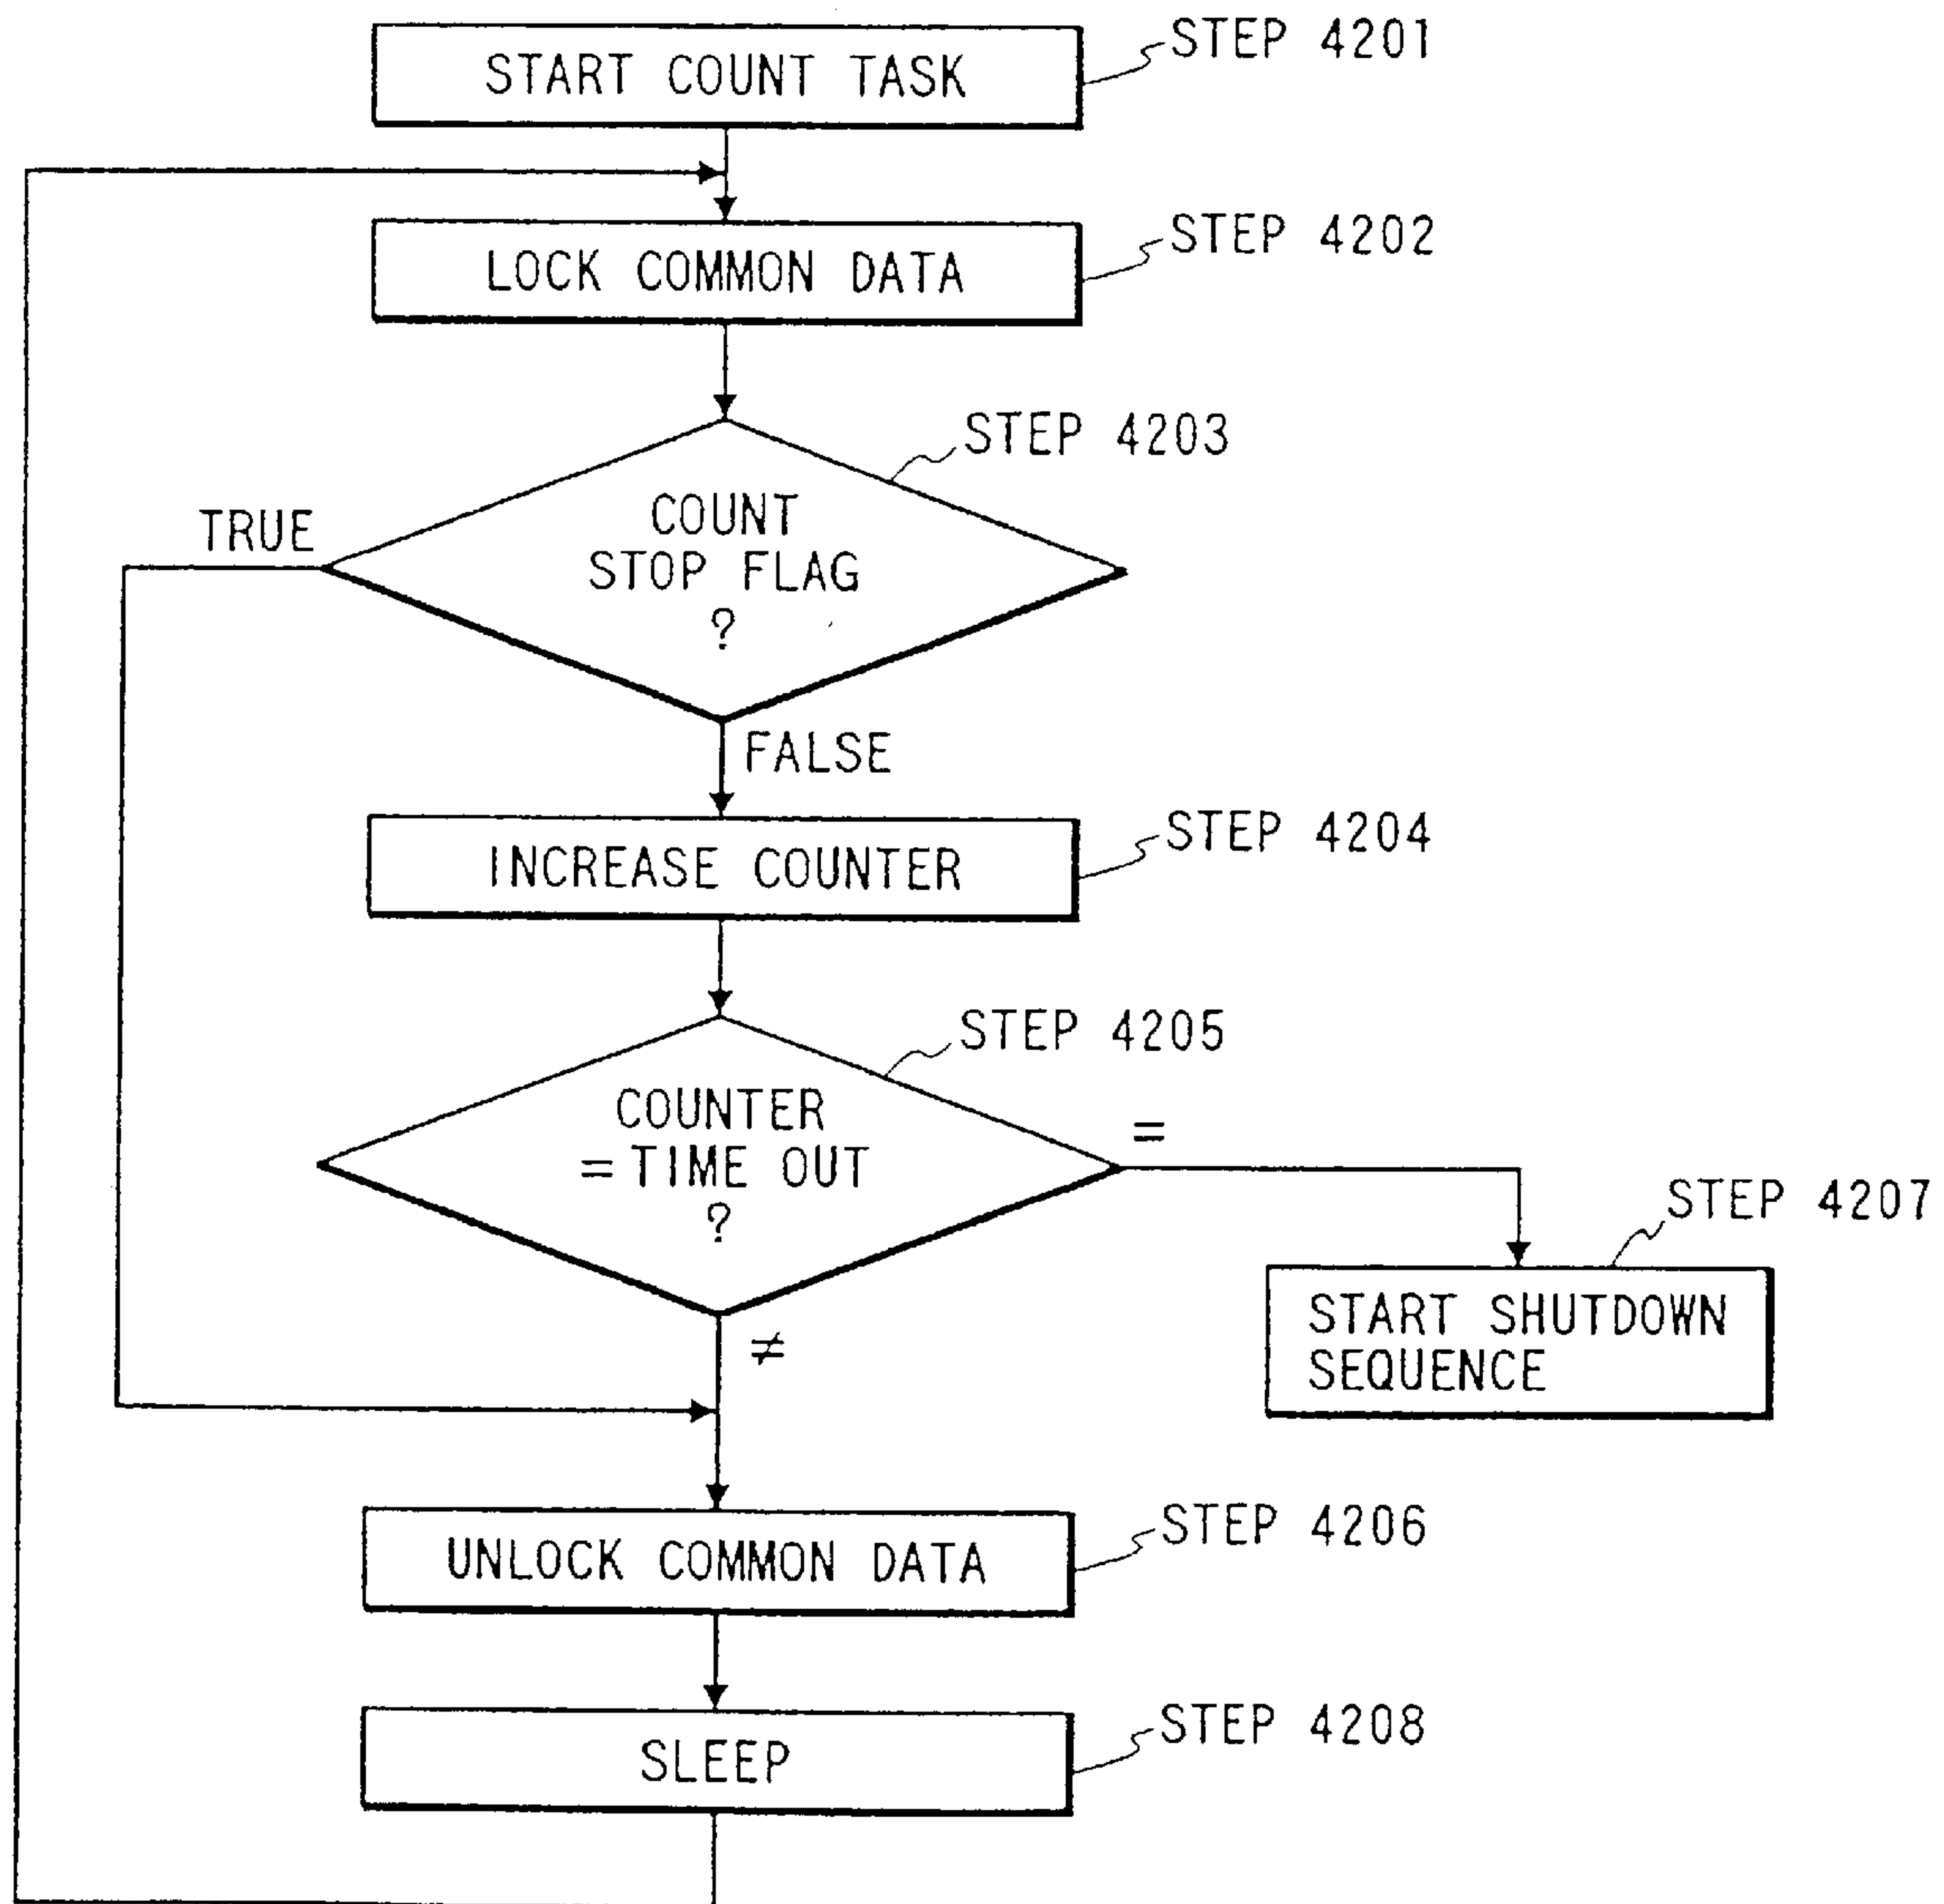 START COUNT TASK
STEP 4201
LOCK COMMON DATA
STEP 4202
STEP 4203
COUNT
STOP FLAG
?
TRUE
FALSE
INCREASE COUNTER
STEP 4204
STEP 4205
COUNTER
= TIME OUT
?
=
≠
STEP 4207
START SHUTDOWN
SEQUENCE
UNLOCK COMMON DATA
STEP 4206
SLEEP
STEP 4208